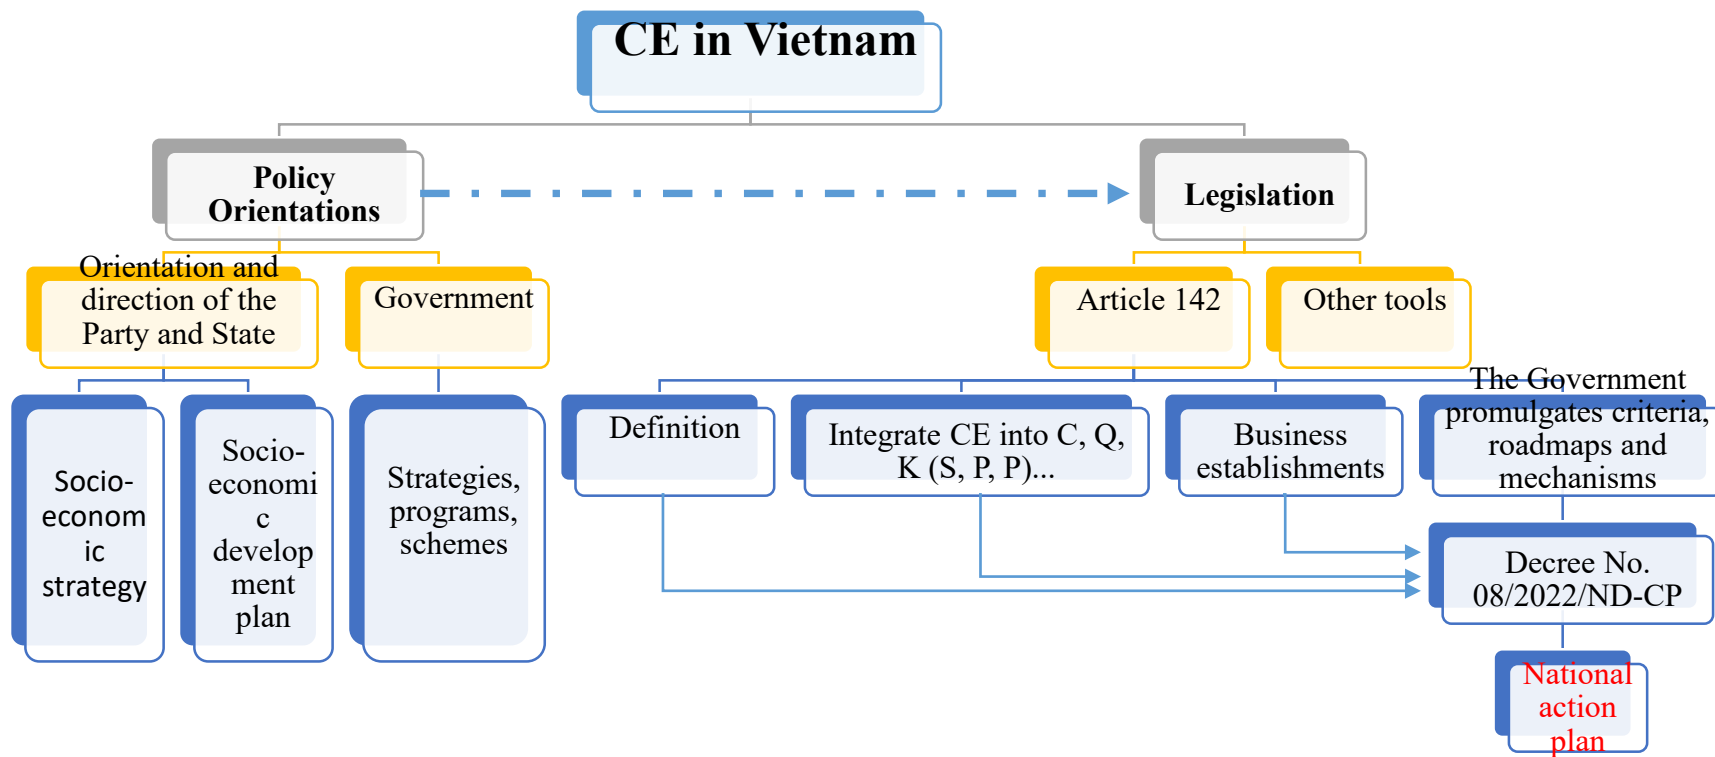 CE in Vietnam
Policy
Orientations
Legislation
Orientation and
direction of the
Party and State
Government
Article 142
Other tools
Socio-
econom
ic
strategy
Socio-
economi
c
develop
ment
plan
Strategies,
programs,
schemes
Definition
Integrate CE into C, Q,
K (S, P, P)...
Business
establishments
The Government
promulgates criteria,
roadmaps and
mechanisms
Decree No.
08/2022/ND-CP
National
action
plan